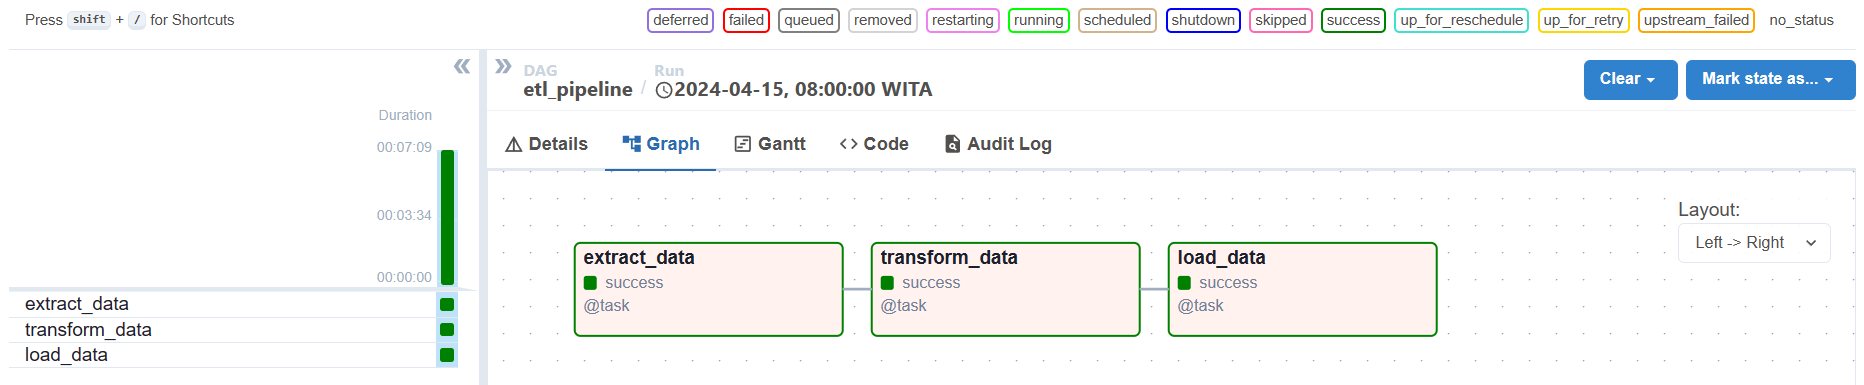 Press shift + / for Shortcuts
deferred failed queued removed restarting running scheduled shutdown skipped success up_for_reschedule up_for_retry upstream_failed no_status
DAG
etl_pipeline
/
Run
2024-04-15, 08:00:00 WITA
Clear
Mark state as...
Duration
00:07:09
00:03:34
00:00:00
extract_data
transform_data
load_data
Details
Graph
Gantt
Code
Audit Log
Layout:
Left -> Right
extract_data
success
@task
transform_data
success
@task
load_data
success
@task